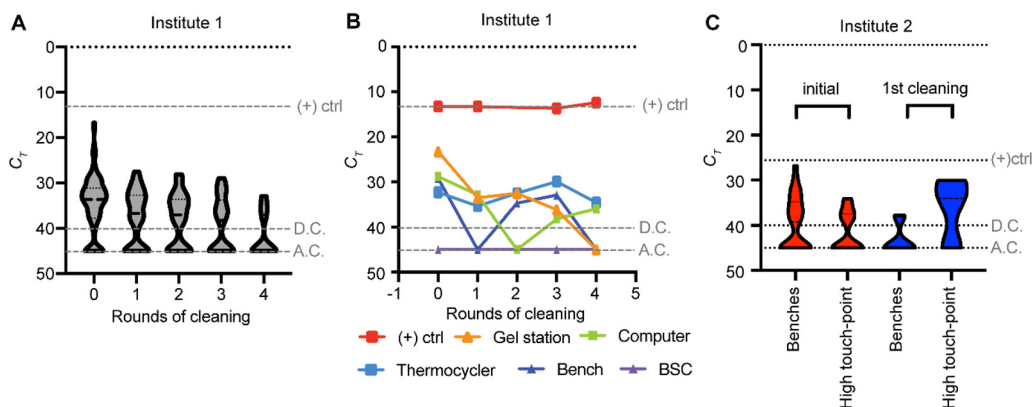 A
Institute 1
0
10
20
30
40
50
C_T
(+) ctrl
D.C.
A.C.
0 1 2 3 4
Rounds of cleaning
B
Institute 1
0
10
20
30
40
50
C_T
(+) ctrl
D.C.
A.C.
-1 0 1 2 3 4 5
Rounds of cleaning
(+) ctrl Gel station Computer
Thermocycler Bench BSC
C
Institute 2
0
10
20
30
40
50
C_T
initial 1st cleaning
(+)ctrl
D.C.
A.C.
Benches
High touch-point
Benches
High touch-point